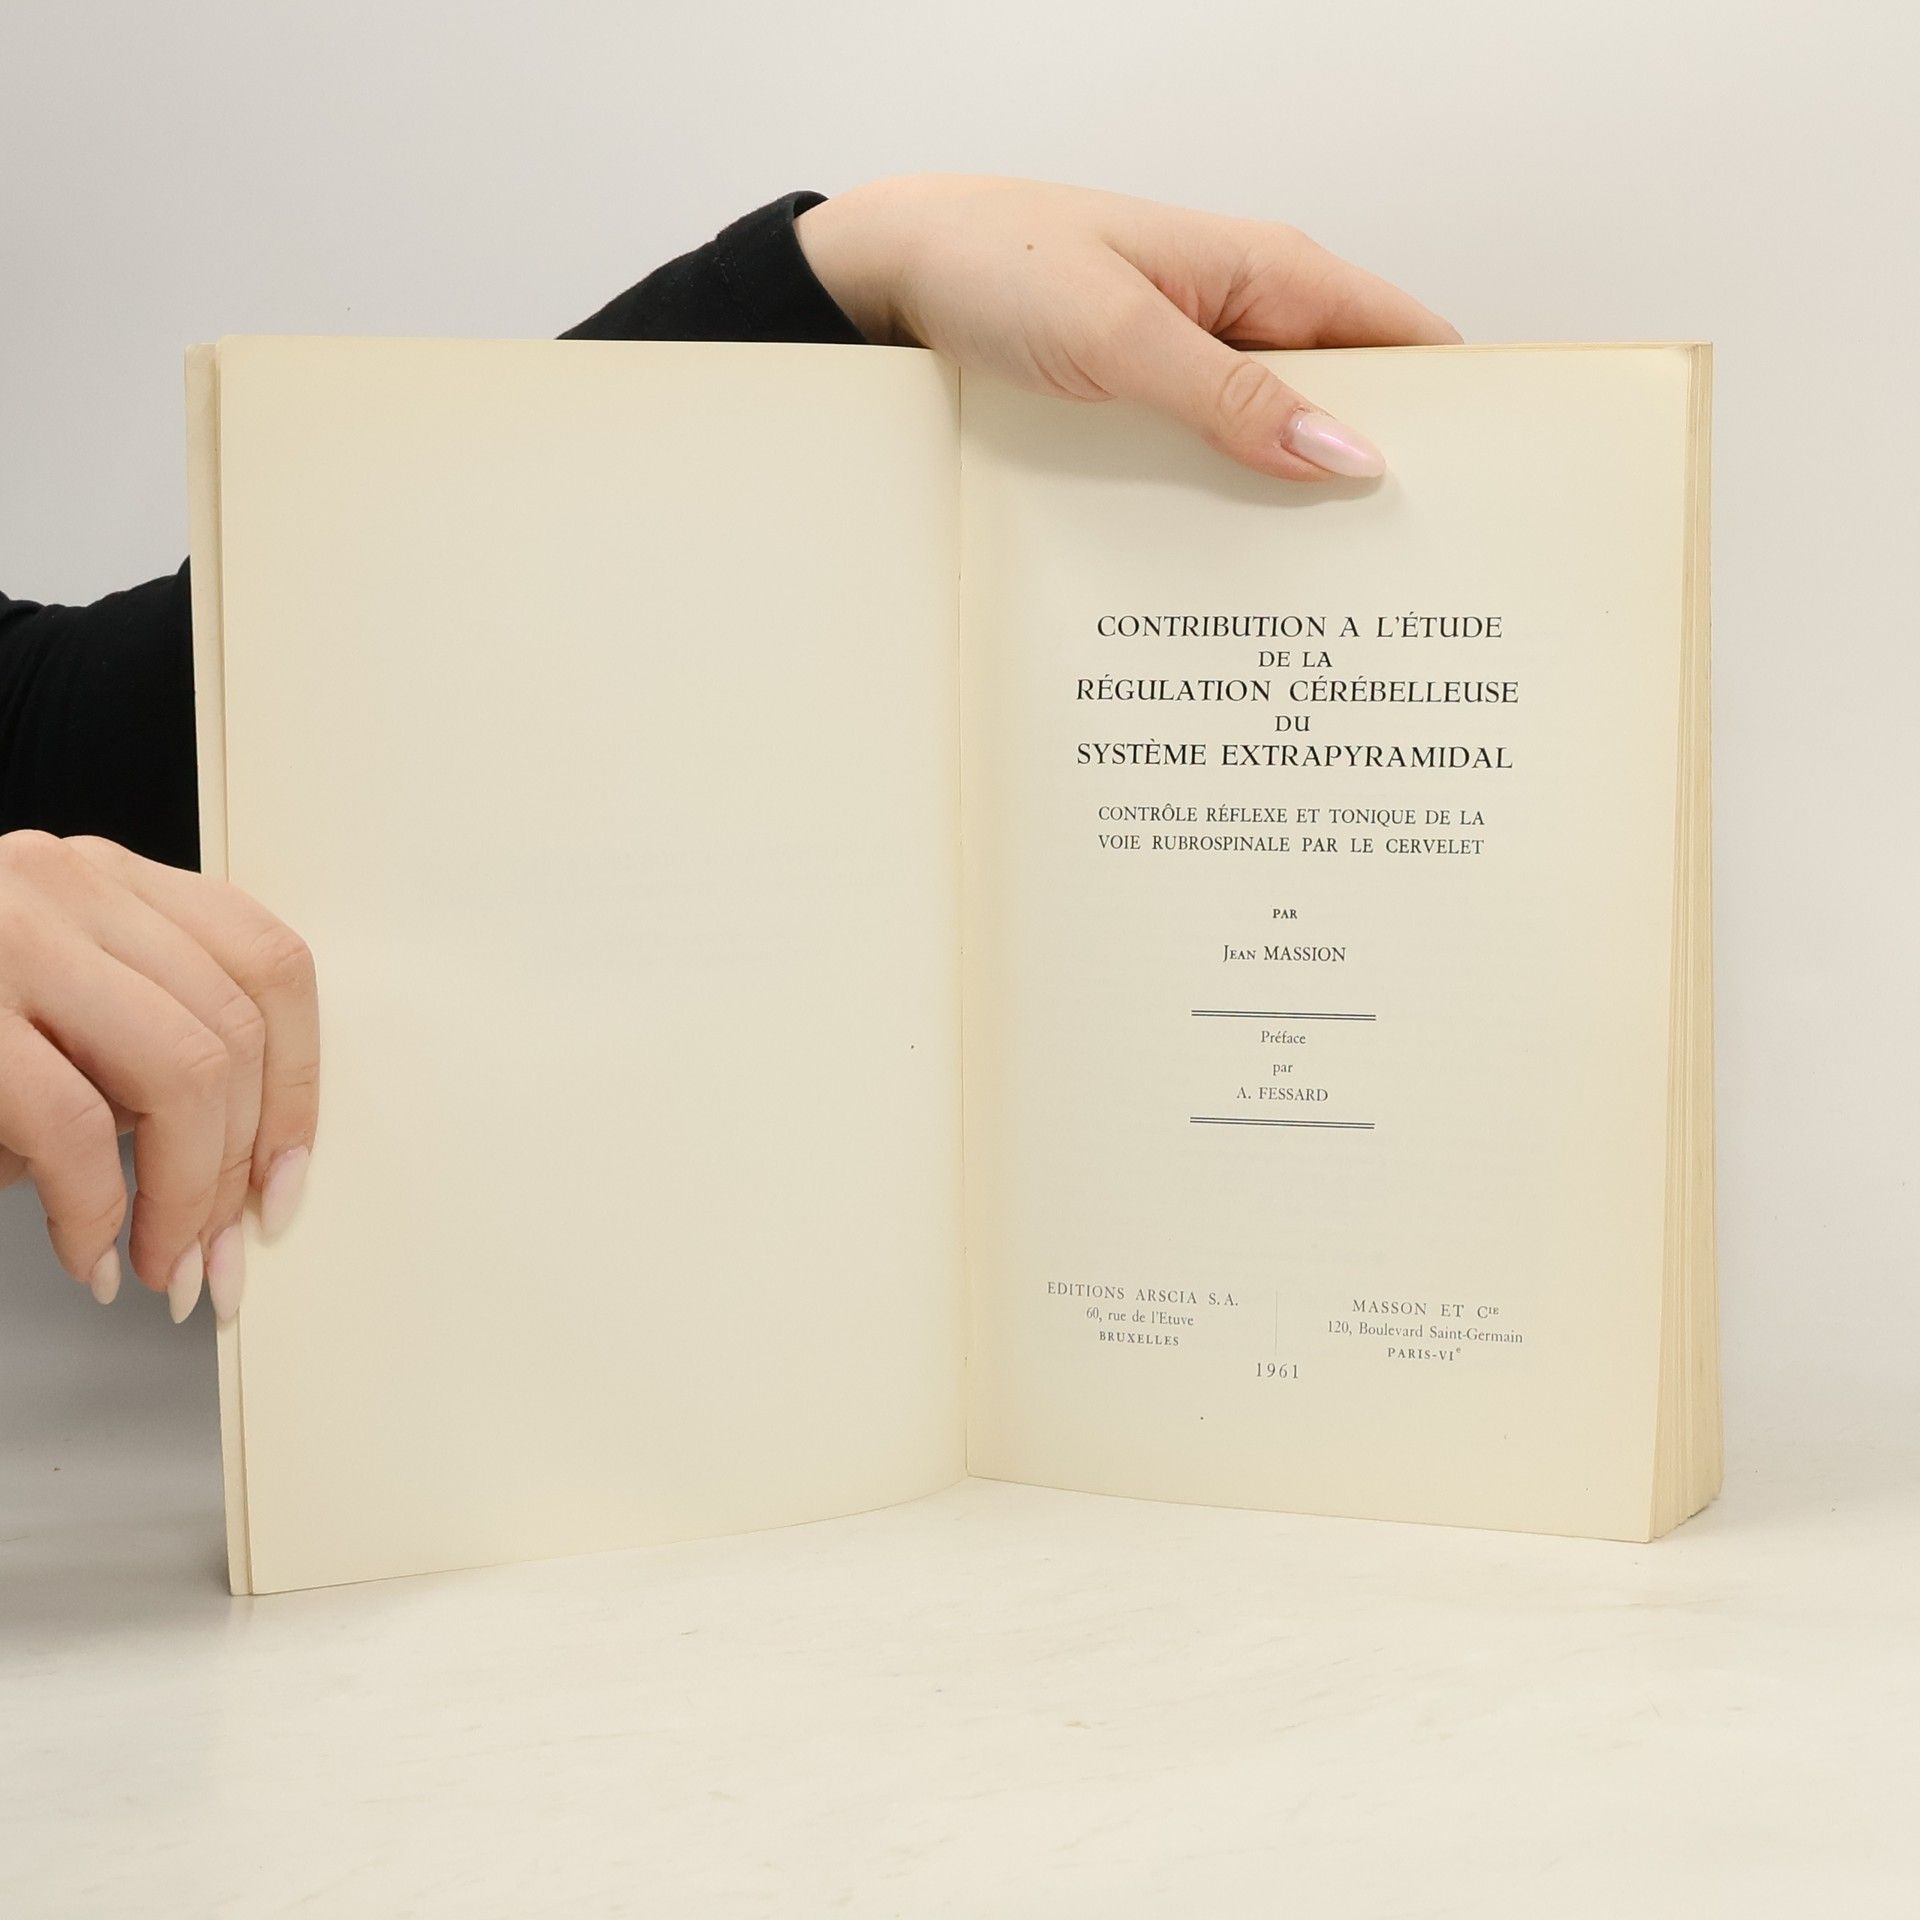 CONTRIBUTION A L'ÉTUDE
DE LA
RÉGULATION CÉRÉBELLEUSE
DU
SYSTÈME EXTRAPYRAMIDAL
CONTRÔLE RÉFLEXE ET TONIQUE DE LA
VOIE RUBROSPINALE PAR LE CERVELET
PAR
JEAN MASSION
Préface
par
A. FESSARD
EDITIONS ARSCIA S.A.
60, rue de l'Etuve
BRUXELLES
MASSON ET CIE
120, Boulevard Saint-Germain
PARIS-VIe
1961